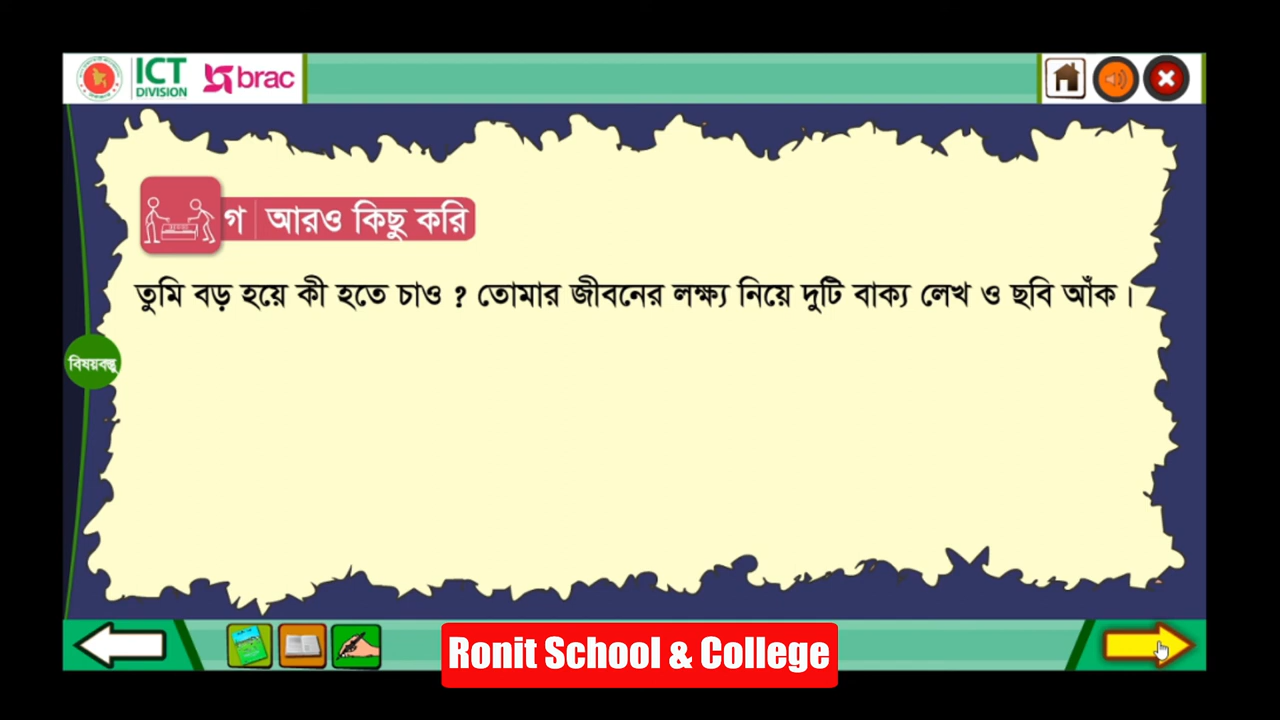 ICT
DIVISION
brac
গ আরও কিছু করি
তুমি বড় হয়ে কী হতে চাও ? তোমার জীবনের লক্ষ্য নিয়ে দুটি বাক্য লেখ ও ছবি আঁক।
বিষয়বস্তু
Ronit School & College